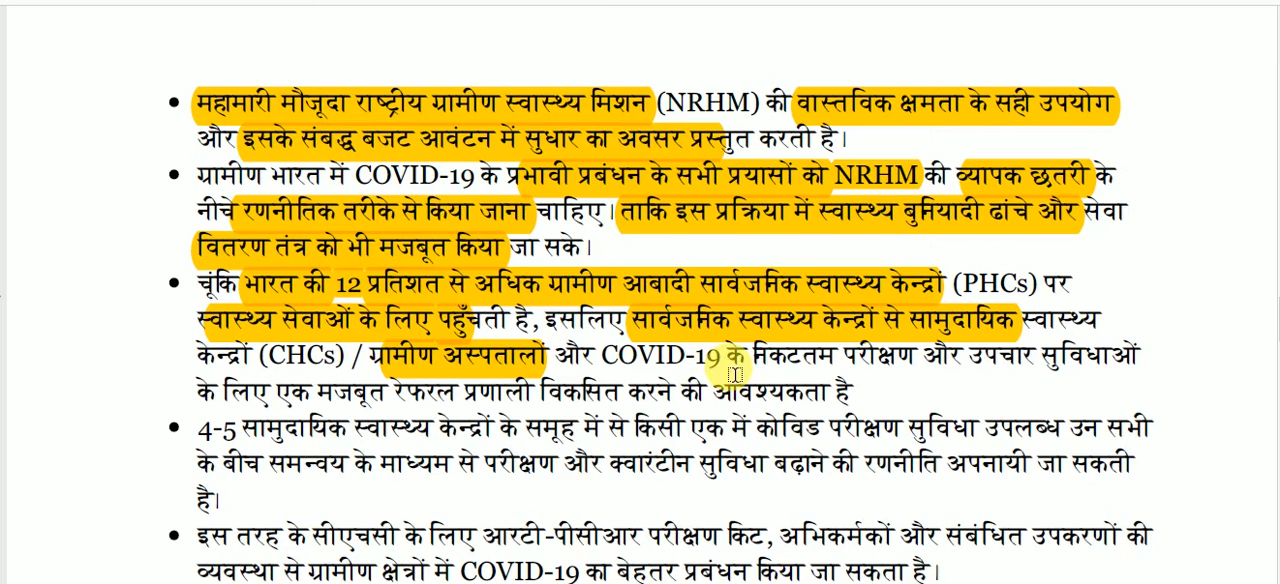 • महामारी मौजूदा राष्ट्रीय ग्रामीण स्वास्थ्य मिशन (NRHM) की वास्तविक क्षमता के सही उपयोग
और इसके संबद्ध बजट आवंटन में सुधार का अवसर प्रस्तुत करती है।
• ग्रामीण भारत में COVID-19 के प्रभावी प्रबंधन के सभी प्रयासों को NRHM की व्यापक छतरी के
नीचे रणनीतिक तरीके से किया जाना चाहिए। ताकि इस प्रक्रिया में स्वास्थ्य बुनियादी ढांचे और सेवा
वितरण तंत्र को भी मजबूत किया जा सके।
• चूंकि भारत की 12 प्रतिशत से अधिक ग्रामीण आबादी सार्वजनिक स्वास्थ्य केन्द्रों (PHCs) पर
स्वास्थ्य सेवाओं के लिए पहुँचती है, इसलिए सार्वजनिक स्वास्थ्य केन्द्रों से सामुदायिक स्वास्थ्य
केन्द्रों (CHCs) / ग्रामीण अस्पतालों और COVID-19 के निकटतम परीक्षण और उपचार सुविधाओं
के लिए एक मजबूत रेफरल प्रणाली विकसित करने की आवश्यकता है
• 4-5 सामुदायिक स्वास्थ्य केन्द्रों के समूह में से किसी एक में कोविड परीक्षण सुविधा उपलब्ध उन सभी
के बीच समन्वय के माध्यम से परीक्षण और क्वारंटीन सुविधा बढ़ाने की रणनीति अपनायी जा सकती
है।
• इस तरह के सीएचसी के लिए आरटी-पीसीआर परीक्षण किट, अभिकर्मकों और संबंधित उपकरणों की
व्यवस्था से ग्रामीण क्षेत्रों में COVID-19 का बेहतर प्रबंधन किया जा सकता है।